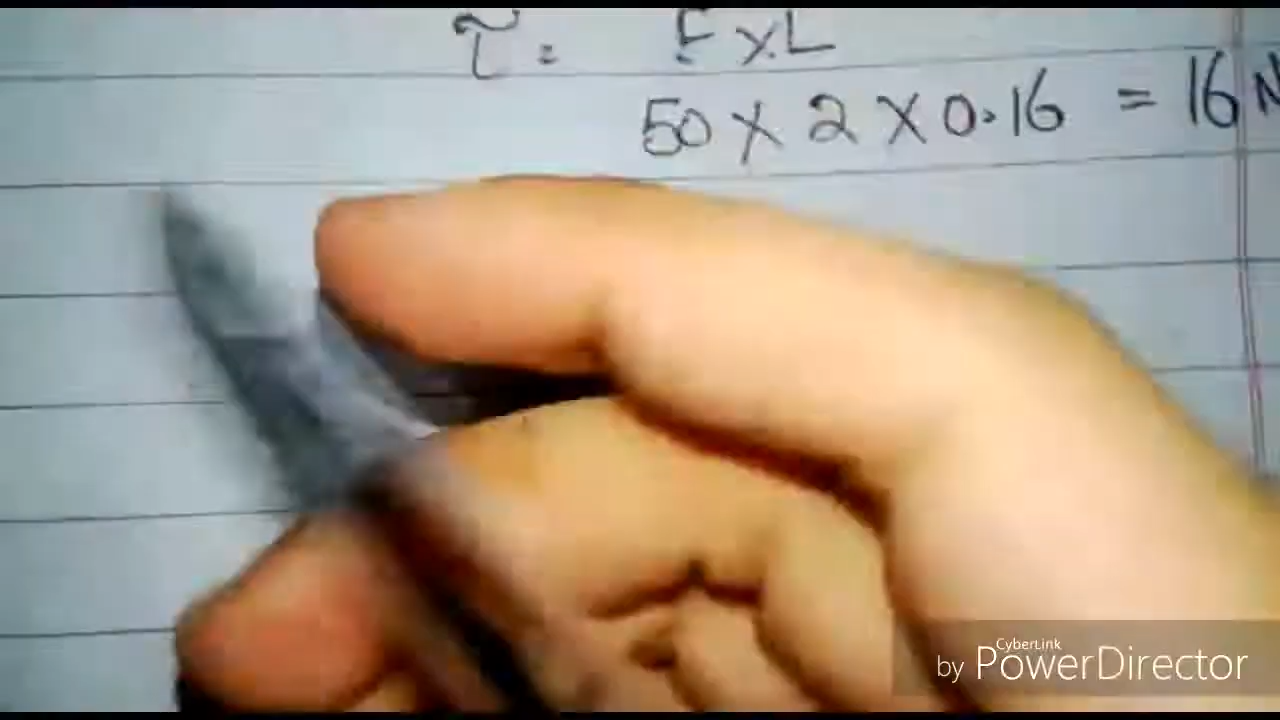 τ = F x L
50 X 2 X 0.16 = 16 N
CyberLink
by PowerDirector